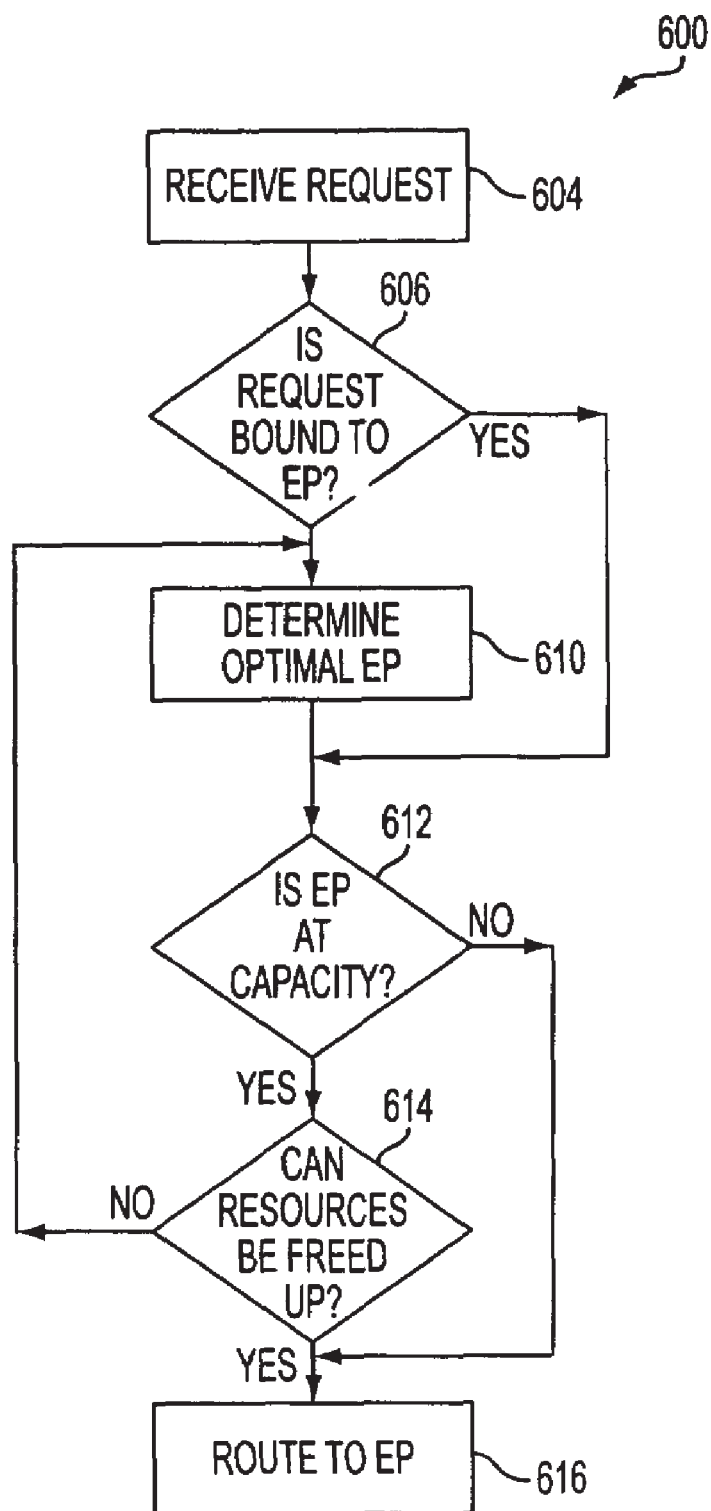 600
RECEIVE REQUEST
604
606
IS
REQUEST
BOUND TO
EP?
YES
DETERMINE
OPTIMAL EP
610
612
IS EP
AT
CAPACITY?
NO
YES
614
CAN
RESOURCES
BE FREED
UP?
NO
YES
ROUTE TO EP
616